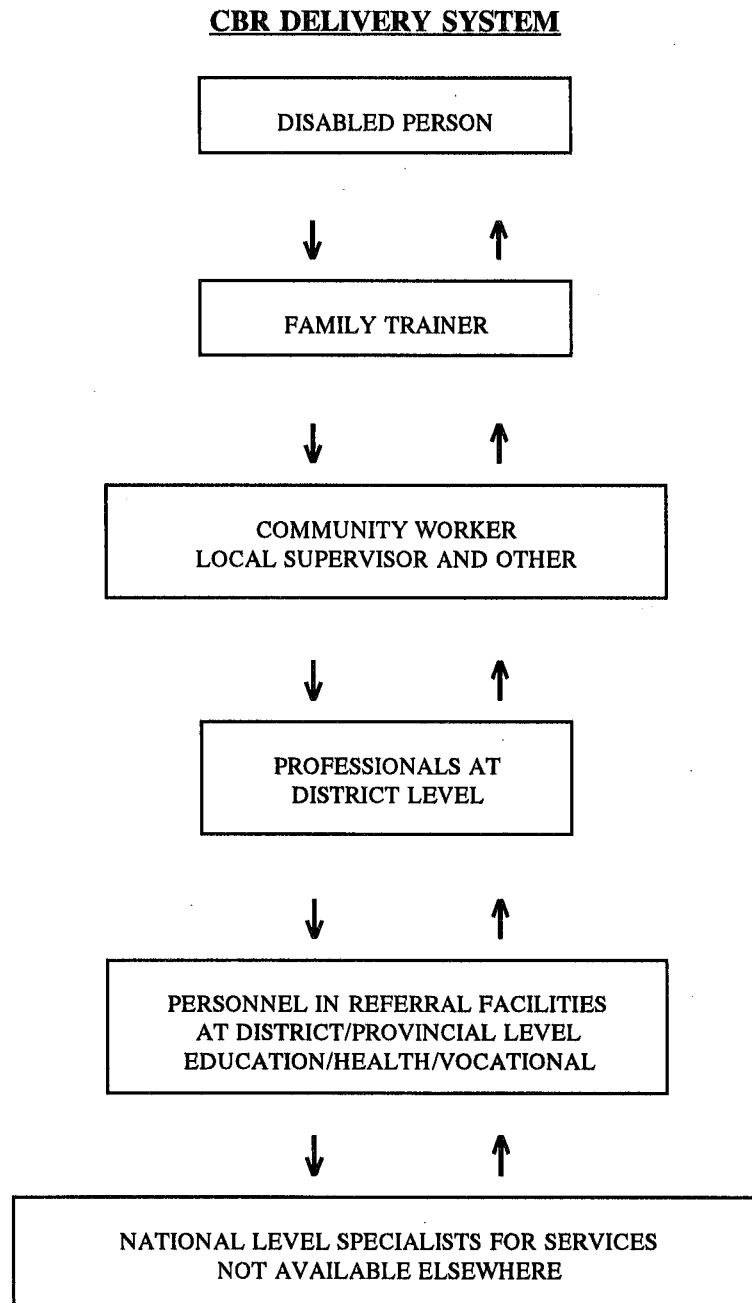 CBR DELIVERY SYSTEM
DISABLED PERSON
FAMILY TRAINER
COMMUNITY WORKER
LOCAL SUPERVISOR AND OTHER
PROFESSIONALS AT
DISTRICT LEVEL
PERSONNEL IN REFERRAL FACILITIES
AT DISTRICT/PROVINCIAL LEVEL
EDUCATION/HEALTH/VOCATIONAL
NATIONAL LEVEL SPECIALISTS FOR SERVICES
NOT AVAILABLE ELSEWHERE